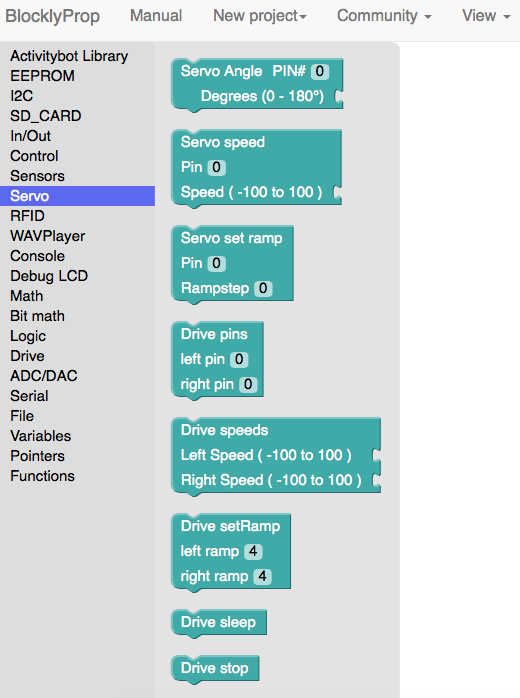 BlocklyProp Manual New project Community View
Activitybot Library
EEPROM
I2C
SD_CARD
In/Out
Control
Sensors
Servo
RFID
WAVPlayer
Console
Debug LCD
Math
Bit math
Logic
Drive
ADC/DAC
Serial
File
Variables
Pointers
Functions
Servo Angle PIN# 0
Degrees (0 - 180°)
Servo speed
Pin 0
Speed ( -100 to 100 )
Servo set ramp
Pin 0
Rampstep 0
Drive pins
left pin 0
right pin 0
Drive speeds
Left Speed ( -100 to 100 )
Right Speed ( -100 to 100 )
Drive setRamp
left ramp 4
right ramp 4
Drive sleep
Drive stop